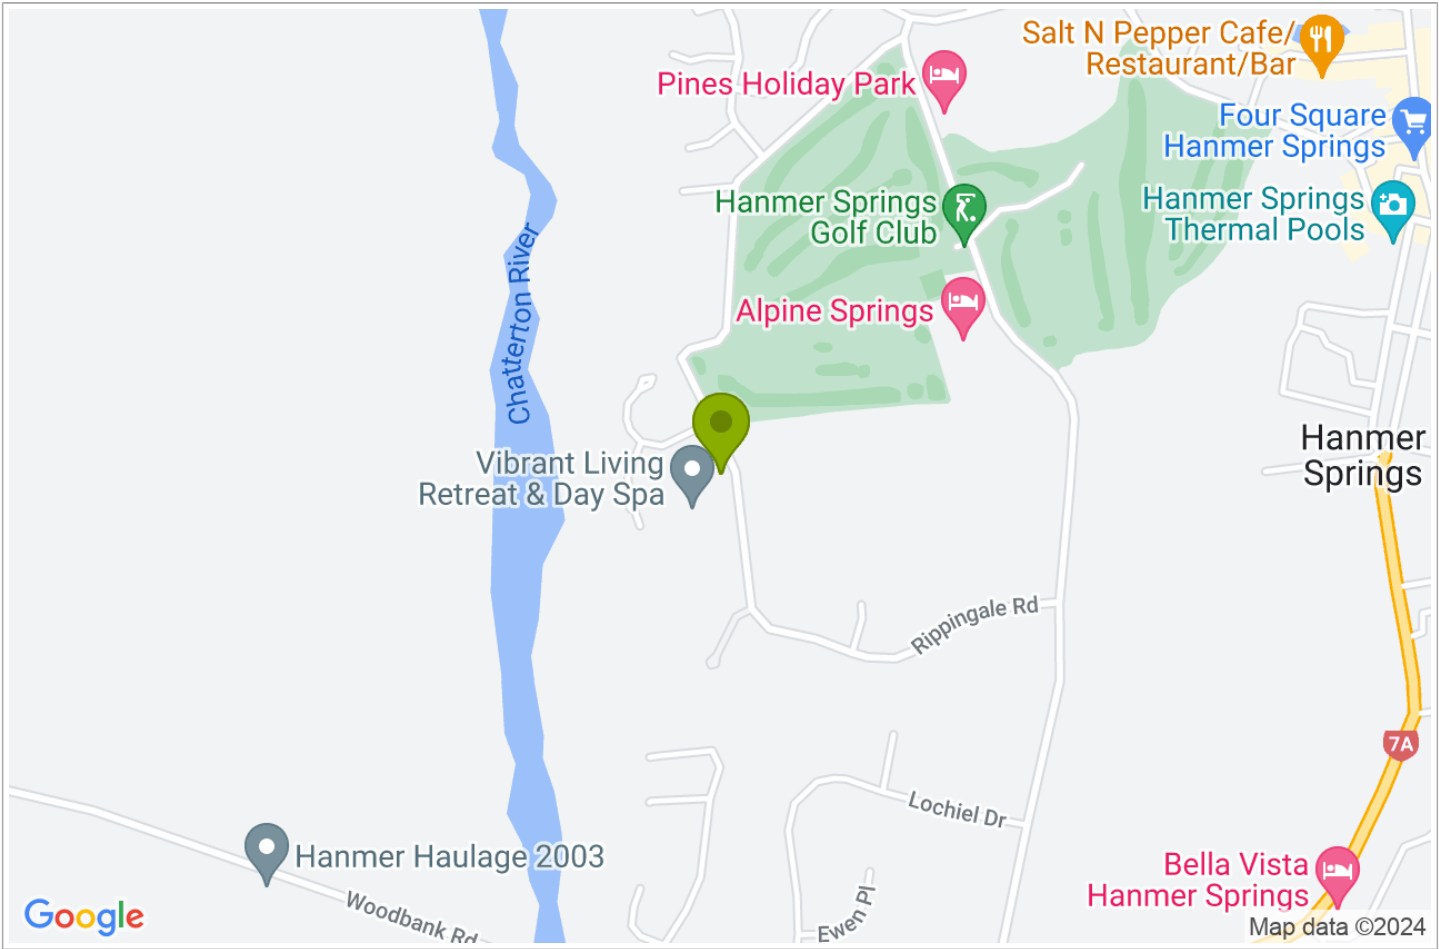 Salt N Pepper Cafe/
Restaurant/Bar
Pines Holiday Park
Four Square
Hanmer Springs
Hanmer Springs
Golf Club
Hanmer Springs
Thermal Pools
Chatterton River
Alpine Springs
Hanmer
Springs
Vibrant Living
Retreat & Day Spa
Rippingale Rd
7A
Lochiel Dr
Hanmer Haulage 2003
Bella Vista
Hanmer Springs
Woodbank Rd
Ewen Pl
Google
Map data ©2024